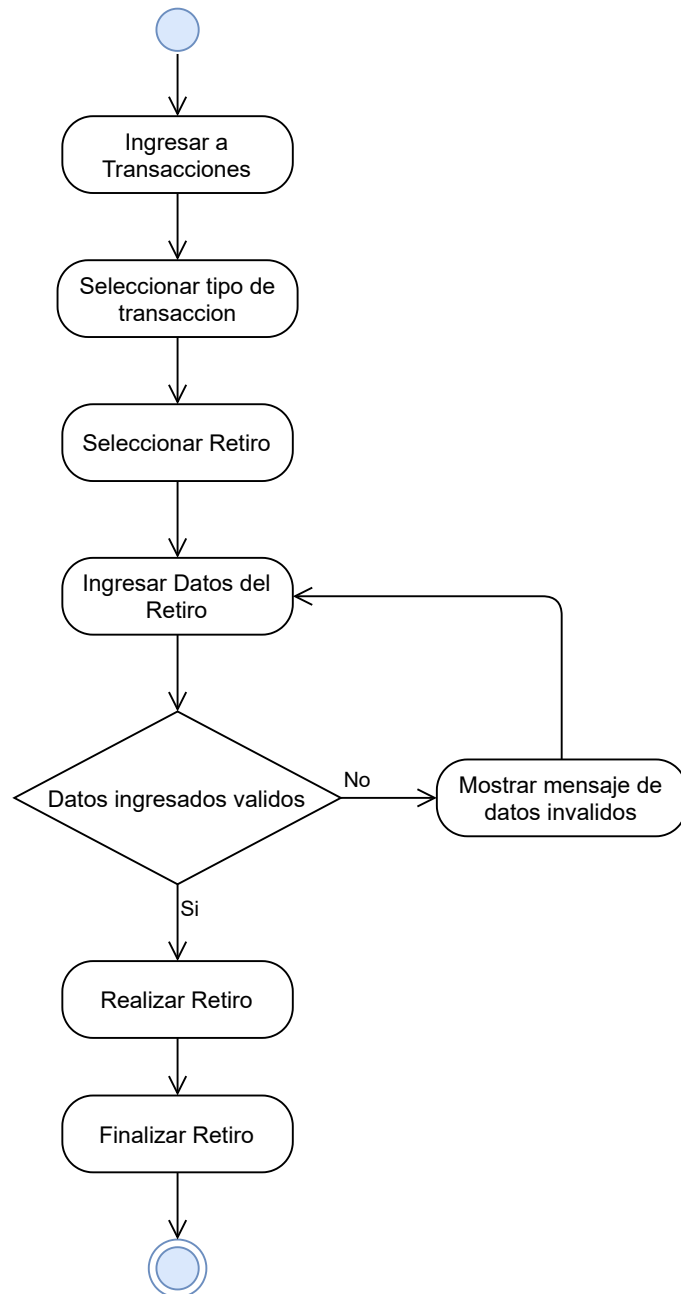 Ingresar a
Transacciones
Seleccionar tipo de
transaccion
Seleccionar Retiro
Ingresar Datos del
Retiro
Datos ingresados validos
No
Mostrar mensaje de
datos invalidos
Si
Realizar Retiro
Finalizar Retiro